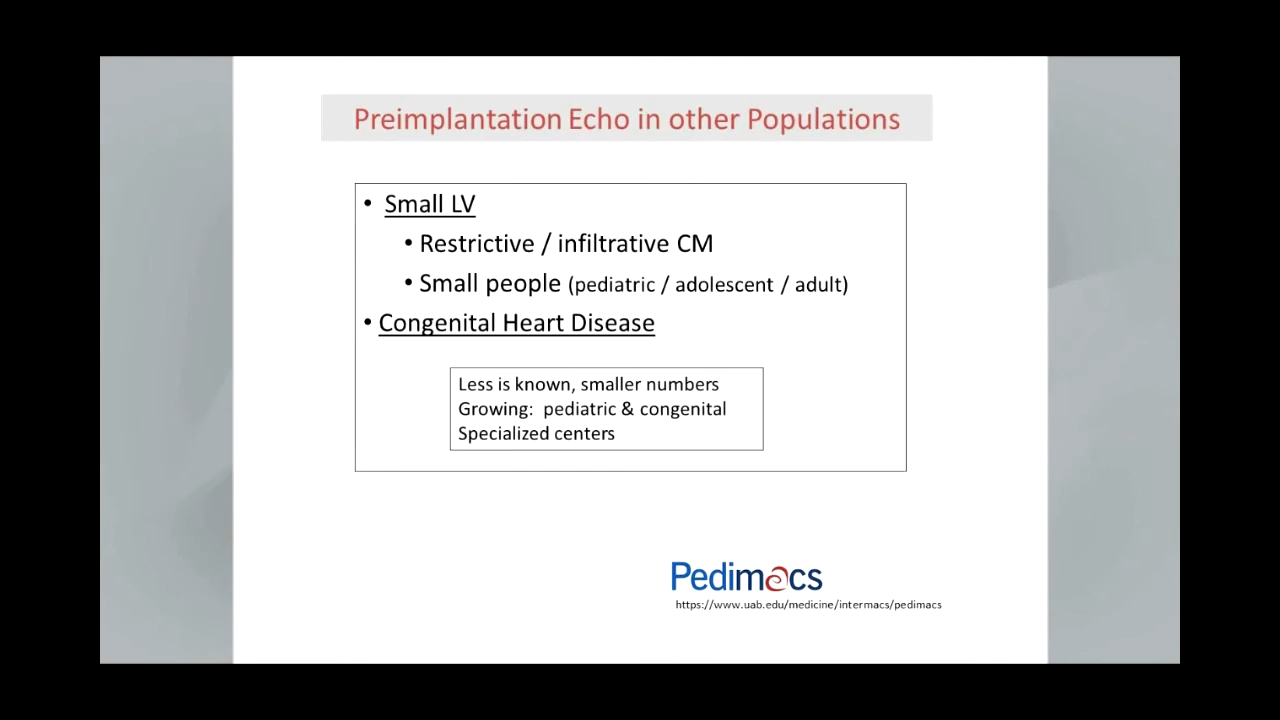 Preimplantation Echo in other Populations
• Small LV
• Restrictive / infiltrative CM
• Small people (pediatric / adolescent / adult)
• Congenital Heart Disease
Less is known, smaller numbers
Growing: pediatric & congenital
Specialized centers
Pedimacs
https://www.uab.edu/medicine/intermacs/pedimacs